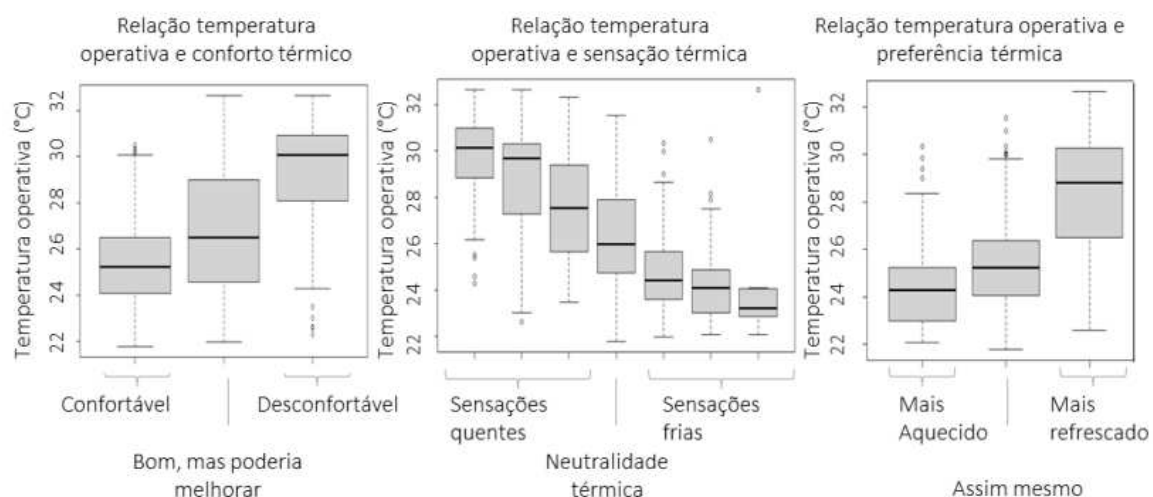 Relação temperatura
operativa e conforto térmico
Temperatura operativa (°C)
32
30
28
26
24
22
Confortável
Desconfortável
Bom, mas poderia
melhorar
Relação temperatura
operativa e sensação térmica
Temperatura operativa (°C)
32
30
28
26
24
22
Sensações
quentes
Sensações
frias
Neutralidade
térmica
Relação temperatura operativa e
preferência térmica
Temperatura operativa (°C)
32
30
28
26
24
22
Mais
Aquecido
Mais
refrescado
Assim mesmo